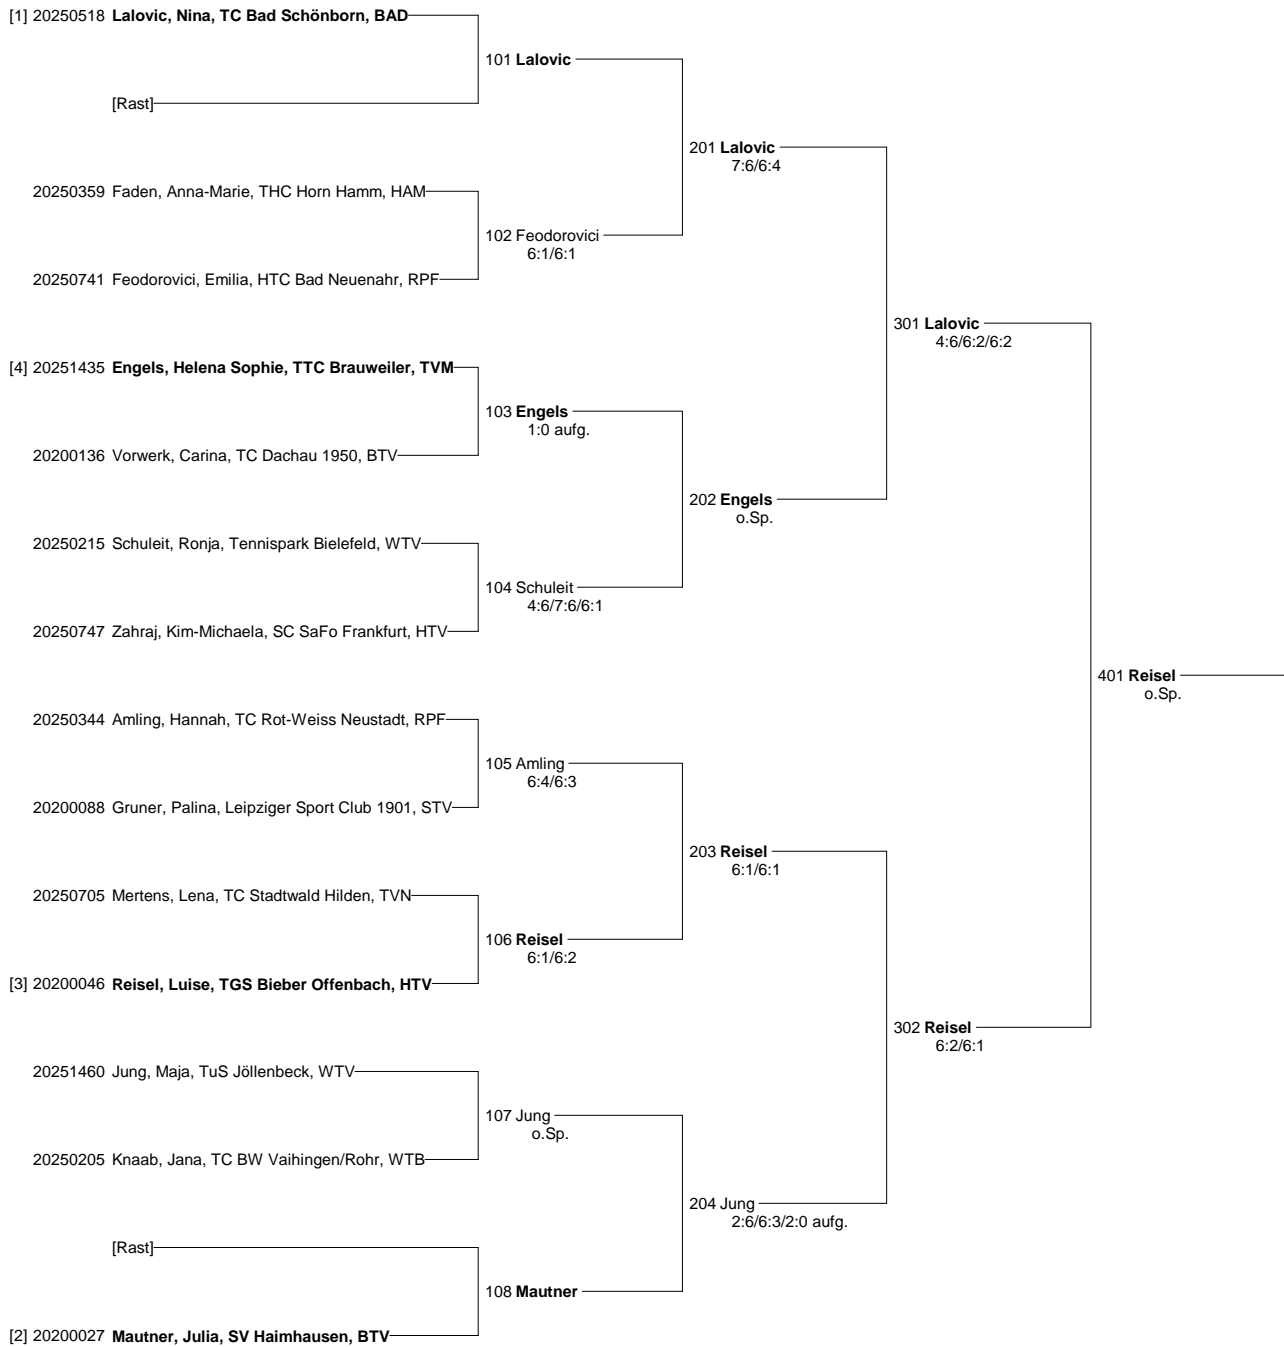 [1] 20250518 Lalovic, Nina, TC Bad Schönborn, BAD
101 Lalovic
[Rast]
201 Lalovic
7:6/6:4
20250359 Faden, Anna-Marie, THC Horn Hamm, HAM
102 Feodorovici
6:1/6:1
20250741 Feodorovici, Emilia, HTC Bad Neuenahr, RPF
301 Lalovic
4:6/6:2/6:2
[4] 20251435 Engels, Helena Sophie, TTC Brauweiler, TVM
103 Engels
1:0 aufg.
20200136 Vorwerk, Carina, TC Dachau 1950, BTV
202 Engels
o.Sp.
20250215 Schuleit, Ronja, Tennispark Bielefeld, WTV
104 Schuleit
4:6/7:6/6:1
20250747 Zahraj, Kim-Michaela, SC SaFo Frankfurt, HTV
401 Reisel
o.Sp.
20250344 Amling, Hannah, TC Rot-Weiss Neustadt, RPF
105 Amling
6:4/6:3
20200088 Gruner, Palina, Leipziger Sport Club 1901, STV
203 Reisel
6:1/6:1
20250705 Mertens, Lena, TC Stadtwald Hilden, TVN
106 Reisel
6:1/6:2
[3] 20200046 Reisel, Luise, TGS Bieber Offenbach, HTV
302 Reisel
6:2/6:1
20251460 Jung, Maja, TuS Jöllenbeck, WTV
107 Jung
o.Sp.
20250205 Knaab, Jana, TC BW Vaihingen/Rohr, WTB
204 Jung
2:6/6:3/2:0 aufg.
[Rast]
108 Mautner
[2] 20200027 Mautner, Julia, SV Haimhausen, BTV